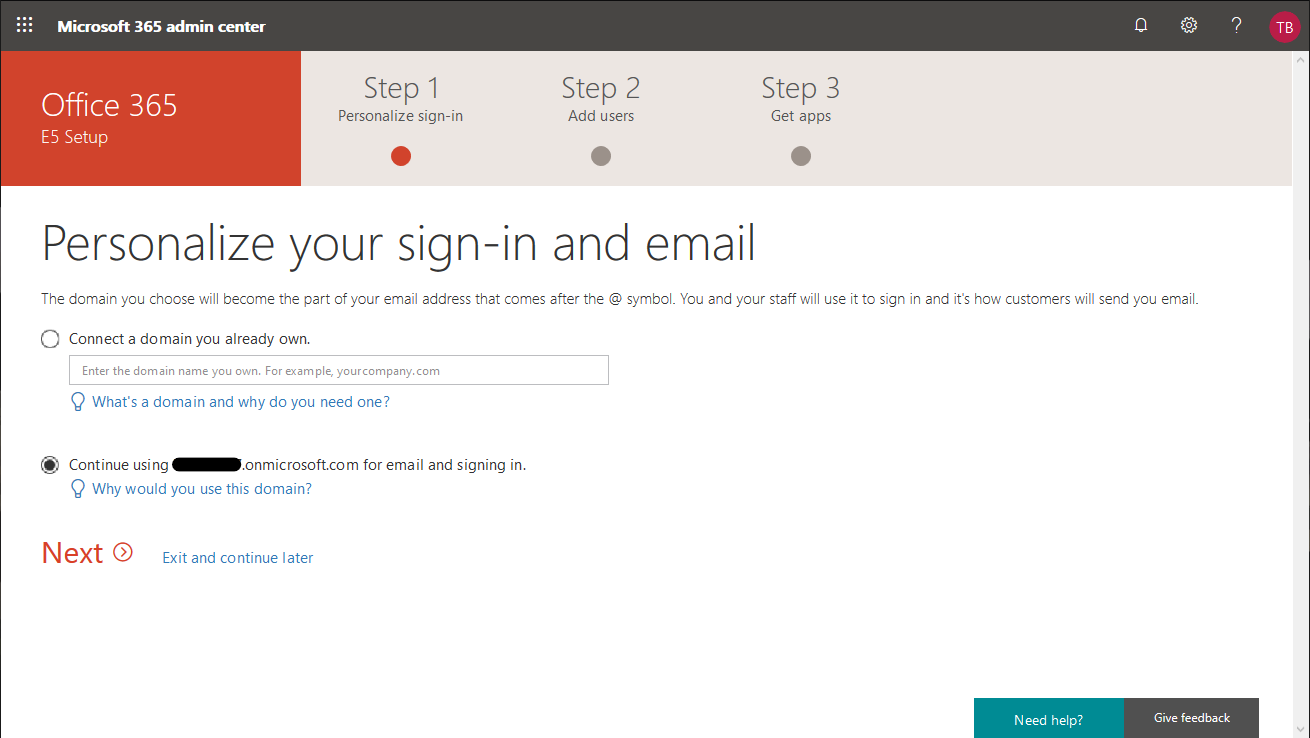 Microsoft 365 admin center
?
TB
Office 365
E5 Setup
Step 1
Personalize sign-in
Step 2
Add users
Step 3
Get apps
Personalize your sign-in and email
The domain you choose will become the part of your email address that comes after the @ symbol. You and your staff will use it to sign in and it's how customers will send you email.
Connect a domain you already own.
Enter the domain name you own. For example, yourcompany.com
What's a domain and why do you need one?
Continue using .onmicrosoft.com for email and signing in.
Why would you use this domain?
Next
Exit and continue later
Need help?
Give feedback